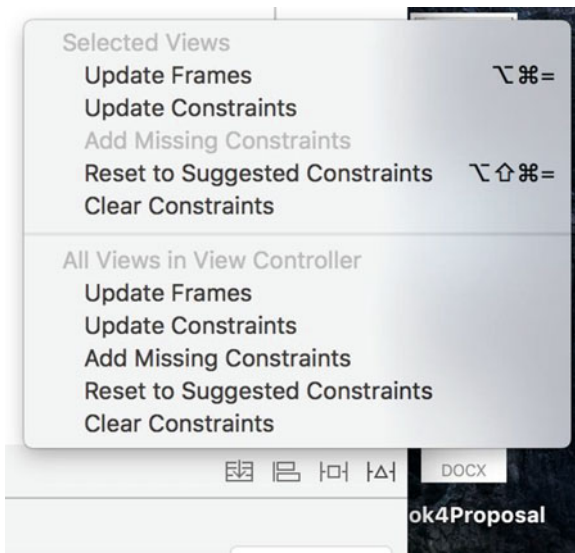 Selected Views
Update Frames ⌥⌘=
Update Constraints
Add Missing Constraints
Reset to Suggested Constraints ⌥⇧⌘=
Clear Constraints
All Views in View Controller
Update Frames
Update Constraints
Add Missing Constraints
Reset to Suggested Constraints
Clear Constraints
DOCX
ok4Proposal